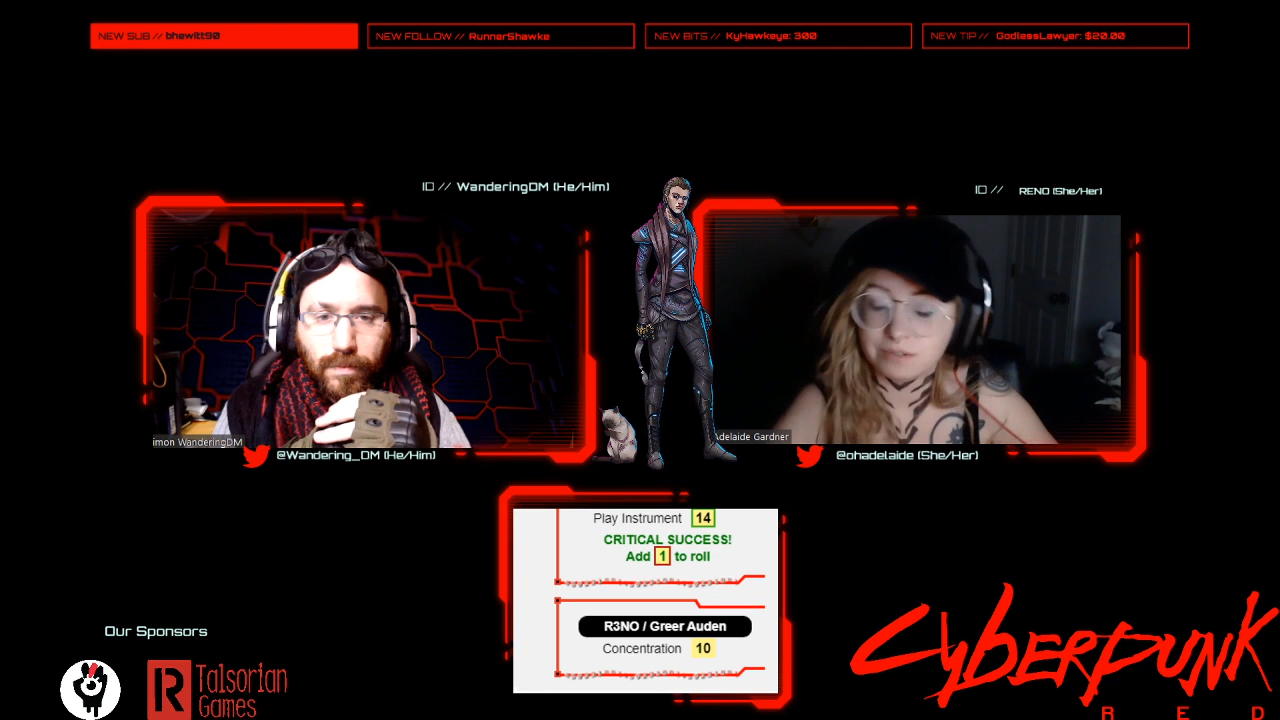 NEW SUB // bhewitt90
NEW FOLLOW // RunnerShawke
NEW BITS // KyHawkeye: 300
NEW TIP // GodlessLawyer: $20.00
ID // WanderingDM (He/Him)
ID // RENO (She/Her)
imon WanderingDM
delaide Gardner
@Wandering_DM (He/Him)
@ohadelaide (She/Her)
Play Instrument 14
CRITICAL SUCCESS!
Add 1 to roll
R3NO / Greer Auden
Concentration 10
Our Sponsors
R Talsorian
Games
Cyberpunk
RED